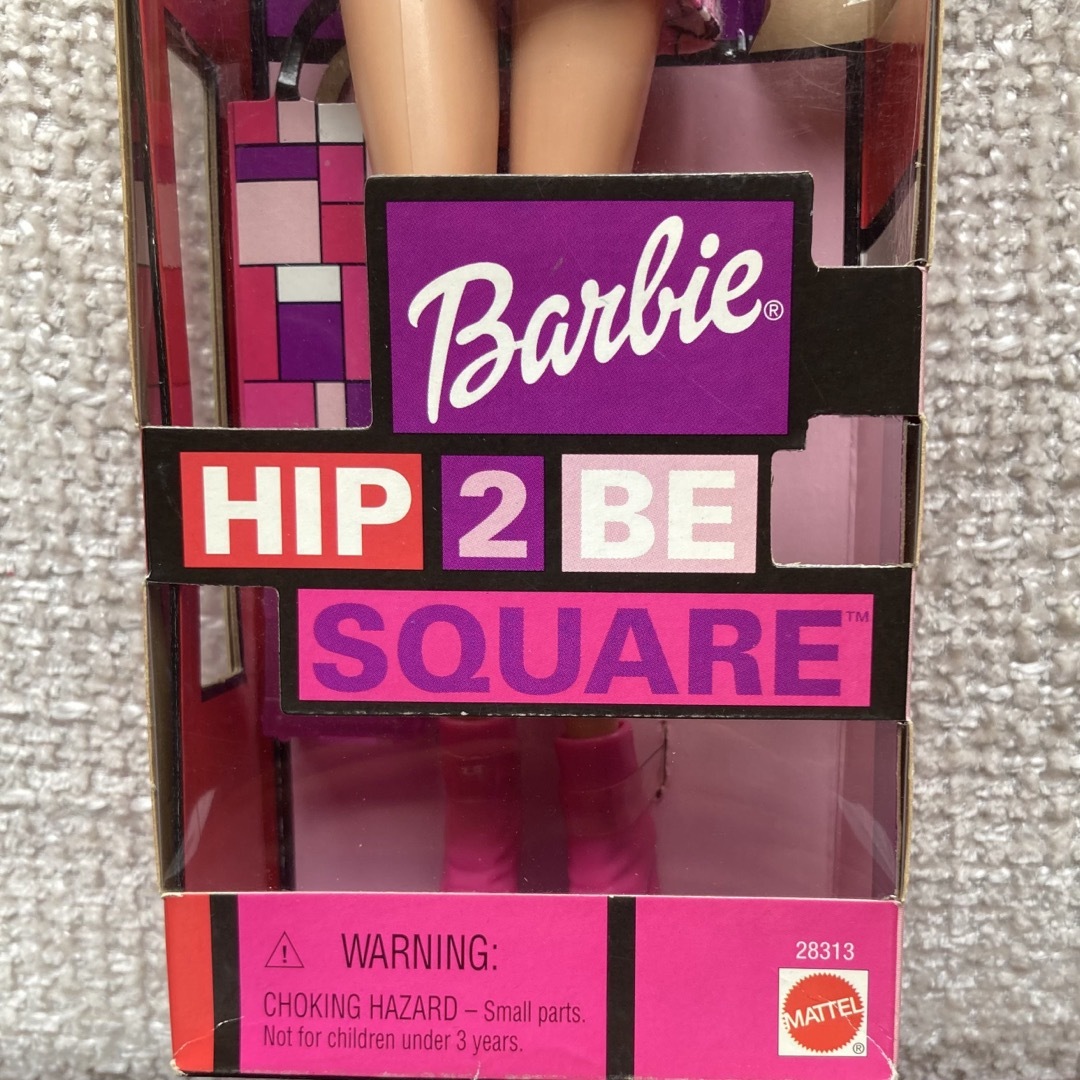 Barbie®
HIP 2 BE
SQUARE™
⚠ WARNING:
CHOKING HAZARD – Small parts.
Not for children under 3 years.
28313
MATTEL®